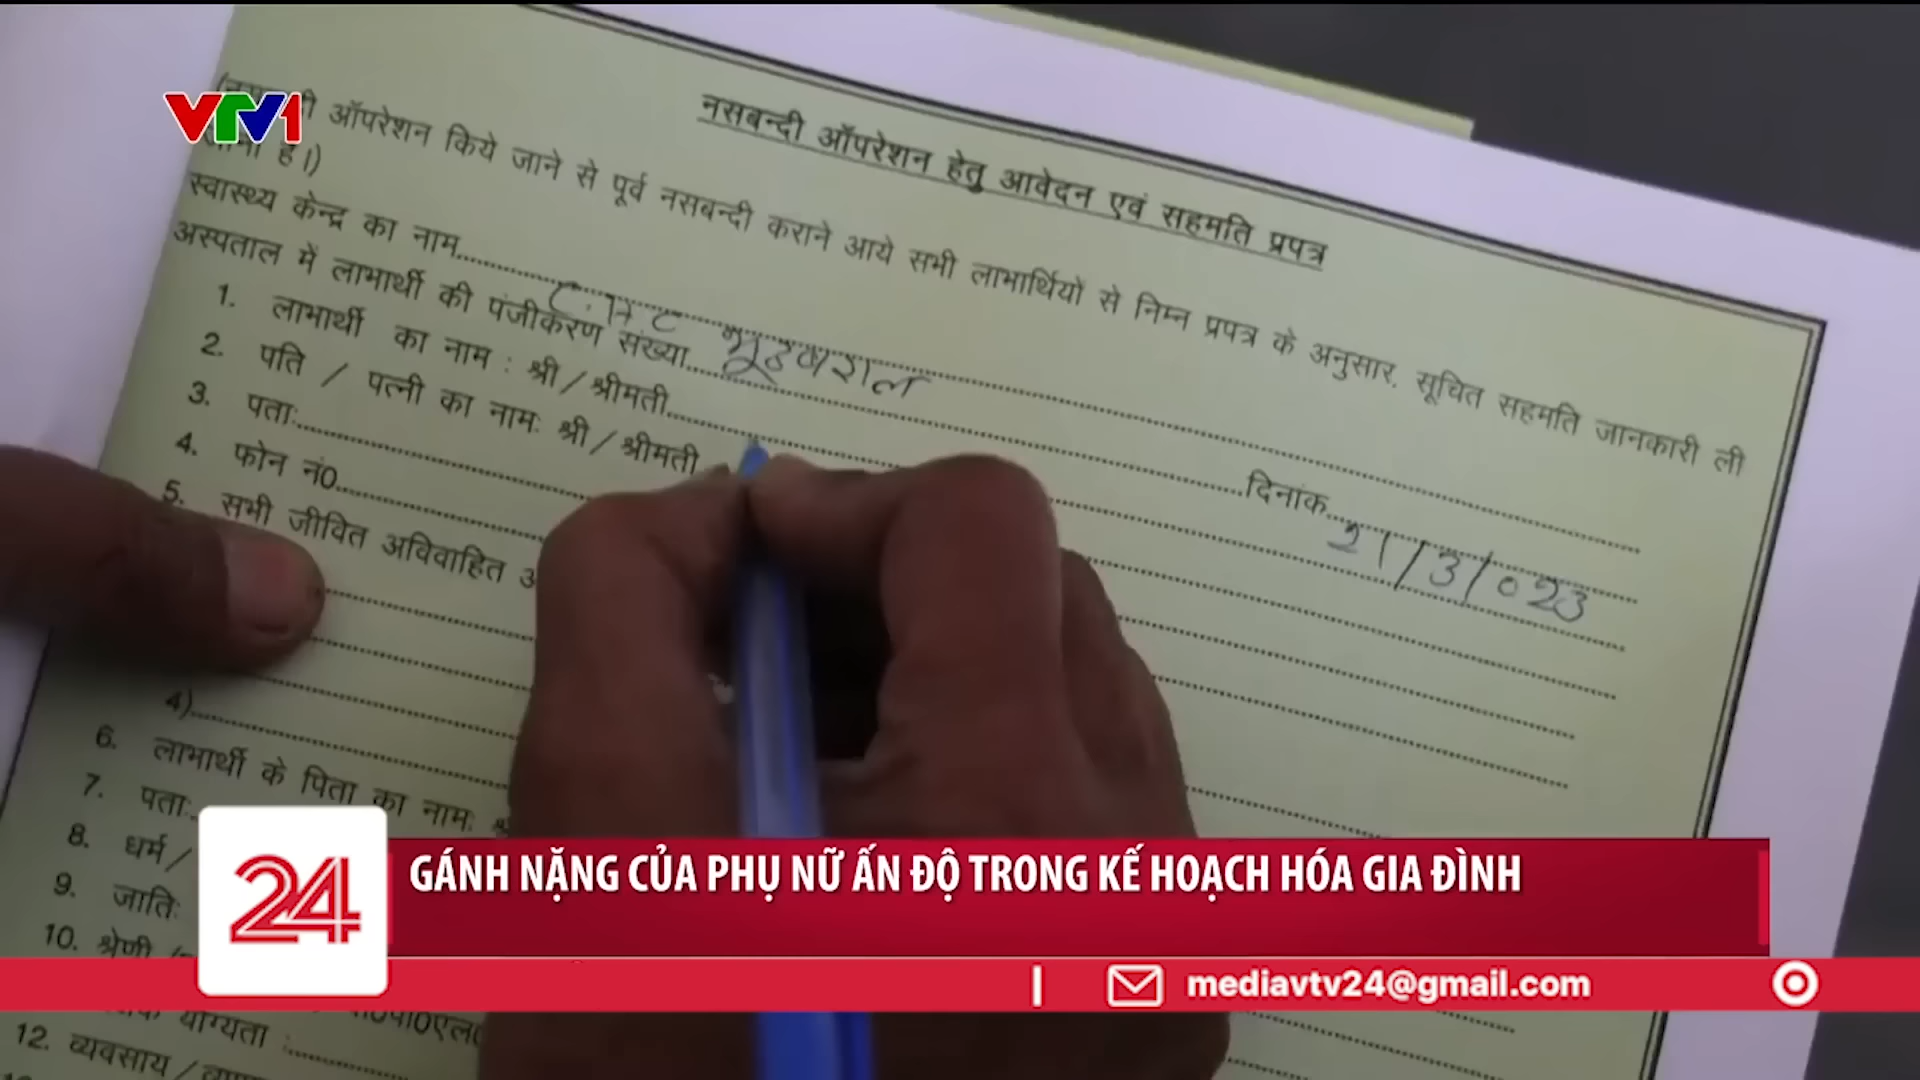 VTV1
नसबन्दी ऑपरेशन हेतु आवेदन एवं सहमति प्रपत्र
ऑपरेशन किये जाने से पूर्व नसबन्दी कराने आये सभी लाभार्थियों से निम्न प्रपत्र के अनुसार, सूचित सहमति जानकारी ली
है।)
स्वास्थ्य केन्द्र का नाम
C.H.C
अस्पताल में लाभार्थी की पंजीकरण संख्या
दिनांक 21/3/023
1. लाभार्थी का नाम : श्री / श्रीमती
2. पति / पत्नी का नामः श्री / श्रीमती
3. पताः
4. फोन नं0
5. सभी जीवित अविवाहित
4)
6. लाभार्थी के पिता का नामः
7. पताः
8. धर्म /
9. जातिः
10. श्रेणी
योग्यता :
12. व्यवसाय /
24
GÁNH NẶNG CỦA PHỤ NỮ ẤN ĐỘ TRONG KẾ HOẠCH HÓA GIA ĐÌNH
mediavtv24@gmail.com